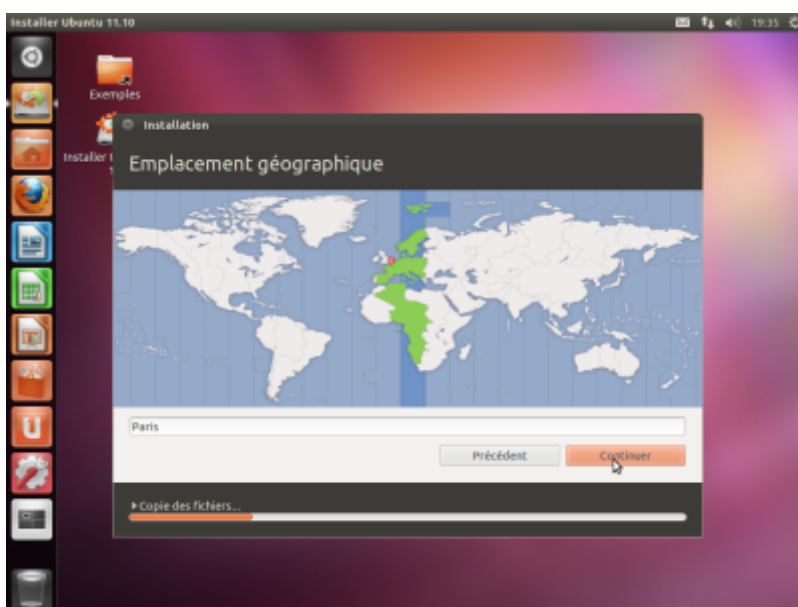 Installer Ubuntu 11.10
19:35
Exemples
Installation
Installer
Emplacement géographique
Paris
Précédent
Continuer
Copie des fichiers...